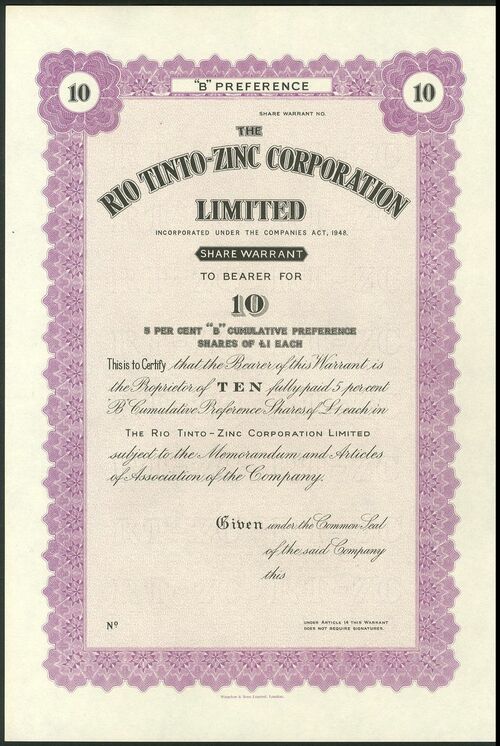 "B" PREFERENCE
10
10
SHARE WARRANT NO.
THE
RIO TINTO-ZINC CORPORATION
LIMITED
INCORPORATED UNDER THE COMPANIES ACT, 1948.
SHARE WARRANT
TO BEARER FOR
10
5 PER CENT "B" CUMULATIVE PREFERENCE
SHARES OF £1 EACH
This is to Certify that the Bearer of this Warrant is
the Proprietor of TEN fully paid 5 per cent
"B" Cumulative Preference Shares of £1 each in
THE RIO TINTO-ZINC CORPORATION LIMITED
subject to the Memorandum and Articles
of Association of the Company.
Given under the Common Seal
of the said Company
this
Nº
UNDER ARTICLE 14 THIS WARRANT
DOES NOT REQUIRE SIGNATURES.
& Sons Limited, London.